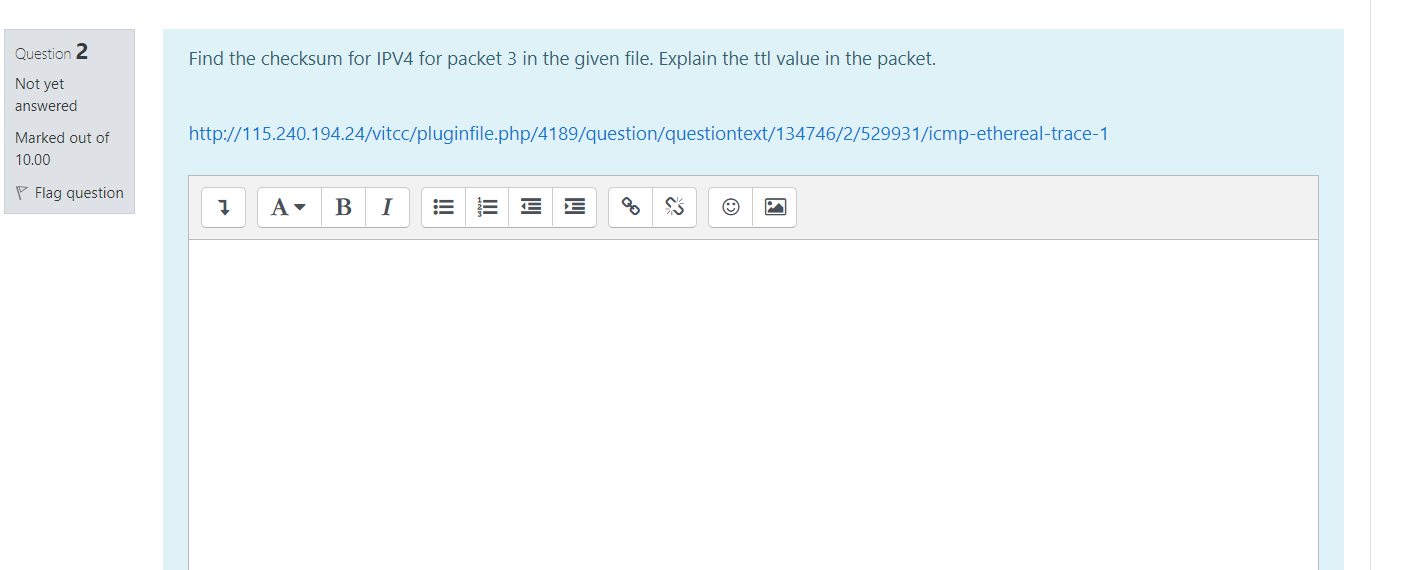 Question 2
Not yet
answered
Marked out of
10.00
Flag question
Find the checksum for IPV4 for packet 3 in the given file. Explain the ttl value in the packet.
http://115.240.194.24/vitcc/pluginfile.php/4189/question/questiontext/134746/2/529931/icmp-ethereal-trace-1
A B I